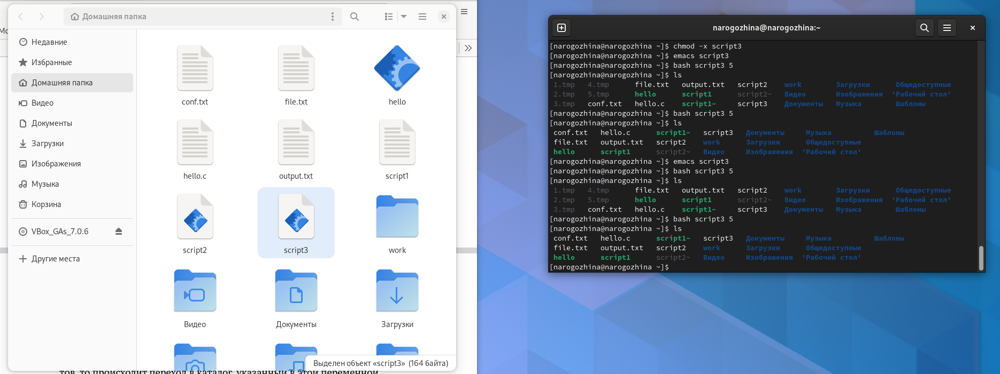 Домашняя папка
Мо
Недавние
Избранные
Домашняя папка
Видео
Документы
Загрузки
Изображения
Музыка
Корзина
VBox_GAs_7.0.6
Другие места
conf.txt file.txt hello
hello.c output.txt script1
script2 script3 work
Видео Документы Загрузки
Выделен объект «script3» (164 байта)
тов, то происходит переход в каталог, указанный в этой переменной.
narogozhina@narogozhina:~
[narogozhina@narogozhina ~]$ chmod -x script3
[narogozhina@narogozhina ~]$ emacs script3
[narogozhina@narogozhina ~]$ bash script3 5
[narogozhina@narogozhina ~]$ ls
1.tmp 4.tmp file.txt output.txt script2 work Загрузки Общедоступные
2.tmp 5.tmp hello script1 script2~ Видео Изображения 'Рабочий стол'
3.tmp conf.txt hello.c script1~ script3 Документы Музыка Шаблоны
[narogozhina@narogozhina ~]$ bash script3 5
[narogozhina@narogozhina ~]$ ls
conf.txt hello.c script1~ script3 Документы Музыка Шаблоны
file.txt output.txt script2 work Загрузки Общедоступные
hello script1 script2~ Видео Изображения 'Рабочий стол'
[narogozhina@narogozhina ~]$ emacs script3
[narogozhina@narogozhina ~]$ bash script3 5
[narogozhina@narogozhina ~]$ ls
1.tmp 4.tmp file.txt output.txt script2 work Загрузки Общедоступные
2.tmp 5.tmp hello script1 script2~ Видео Изображения 'Рабочий стол'
3.tmp conf.txt hello.c script1~ script3 Документы Музыка Шаблоны
[narogozhina@narogozhina ~]$ bash script3 5
[narogozhina@narogozhina ~]$ ls
conf.txt hello.c script1~ script3 Документы Музыка Шаблоны
file.txt output.txt script2 work Загрузки Общедоступные
hello script1 script2~ Видео Изображения 'Рабочий стол'
[narogozhina@narogozhina ~]$